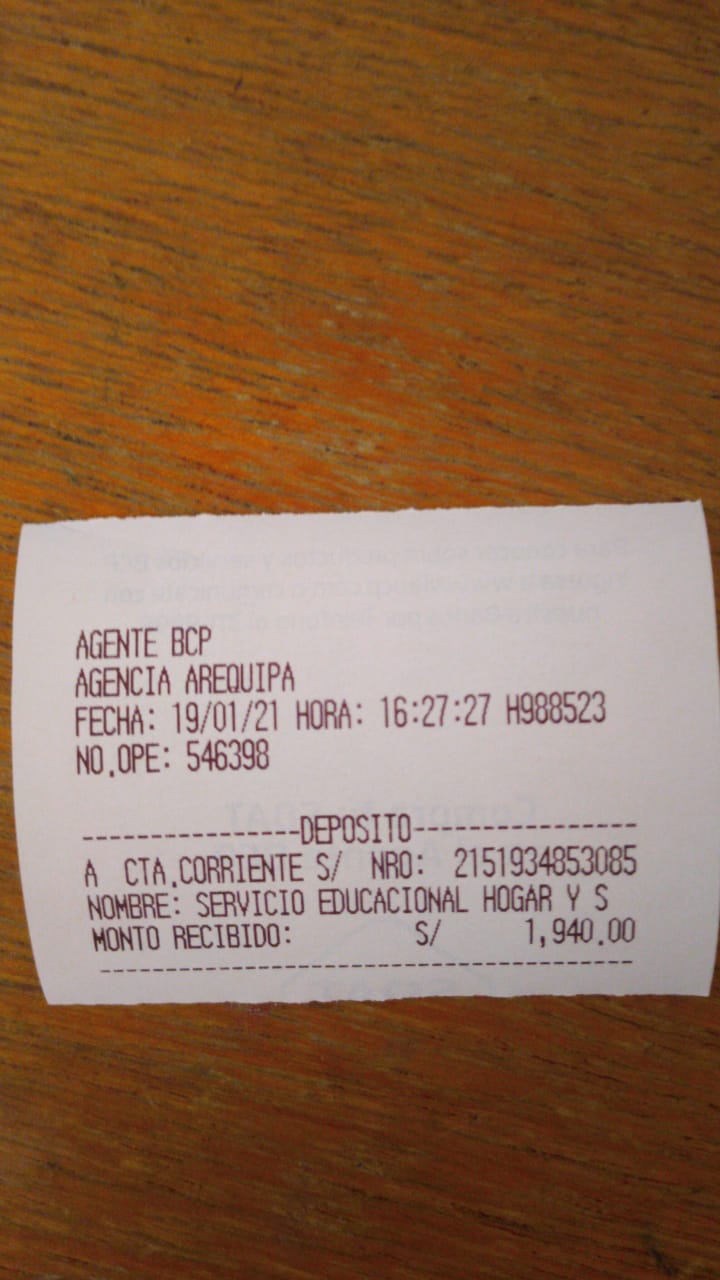 AGENTE BCP
AGENCIA AREQUIPA
FECHA: 19/01/21 HORA: 16:27:27 H988523
NO.OPE: 546398
------------------DEPOSITO-------------------
A CTA.CORRIENTE S/ NRO: 2151934853085
NOMBRE: SERVICIO EDUCACIONAL HOGAR Y S
MONTO RECIBIDO: S/ 1,940.00
---------------------------------------------